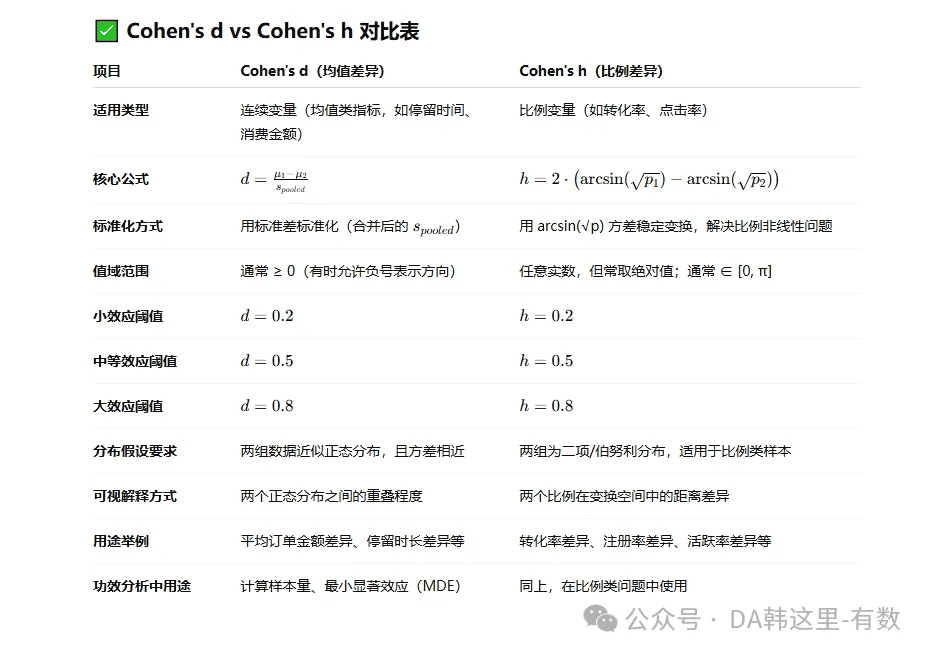 ✅ Cohen's d vs Cohen's h 对比表
项目 Cohen's d（均值差异） Cohen's h（比例差异）
适用类型 连续变量（均值类指标，如停留时间、 比例变量（如转化率、点击率）
消费金额）
核心公式 d = (μ₁−μ₂)/s_pooled h = 2 · (arcsin(√p₁) − arcsin(√p₂))
标准化方式 用标准差标准化（合并后的 s_pooled） 用 arcsin(√p) 方差稳定变换，解决比例非线性问题
值域范围 通常 ≥ 0（有时允许负号表示方向） 任意实数，但常取绝对值；通常 ∈ [0, π]
小效应阈值 d = 0.2 h = 0.2
中等效应阈值 d = 0.5 h = 0.5
大效应阈值 d = 0.8 h = 0.8
分布假设要求 两组数据近似正态分布，且方差相近 两组为二项/伯努利分布，适用于比例类样本
可视解释方式 两个正态分布之间的重叠程度 两个比例在变换空间中的距离差异
用途举例 平均订单金额差异、停留时长差异等 转化率差异、注册率差异、活跃率差异等
功效分析中用途 计算样本量、最小显著效应（MDE） 同上，在比例类问题中使用
公众号 · DA韩这里-有数